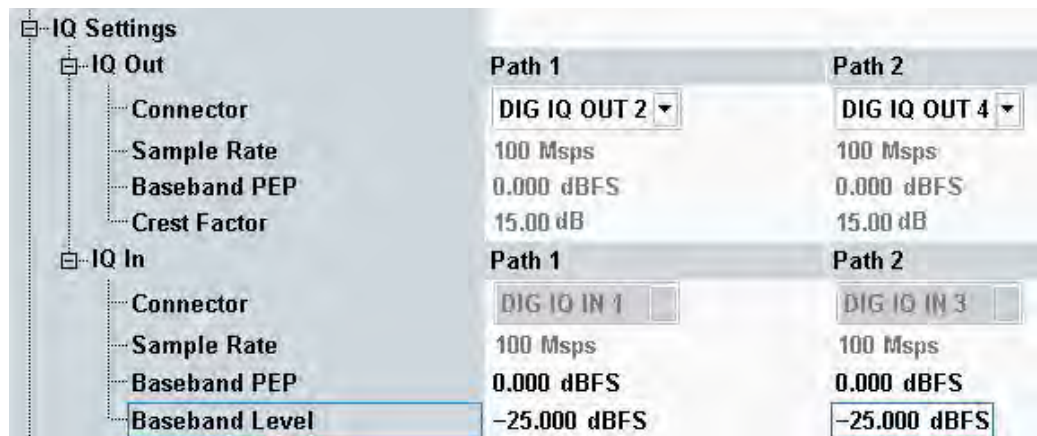 IQ Settings
IQ Out Path 1 Path 2
Connector DIG IQ OUT 2 DIG IQ OUT 4
Sample Rate 100 Msps 100 Msps
Baseband PEP 0.000 dBFS 0.000 dBFS
Crest Factor 15.00 dB 15.00 dB
IQ In Path 1 Path 2
Connector DIG IQ IN 1 DIG IQ IN 3
Sample Rate 100 Msps 100 Msps
Baseband PEP 0.000 dBFS 0.000 dBFS
Baseband Level −25.000 dBFS −25.000 dBFS